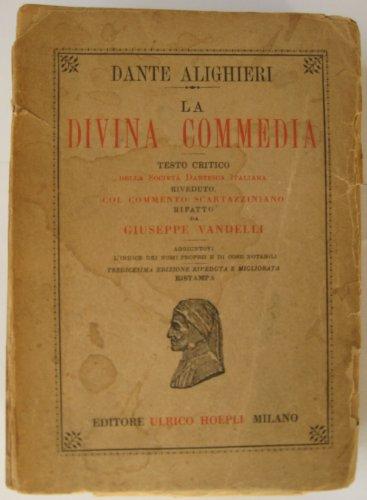 DANTE ALIGHIERI
LA
DIVINA COMMEDIA
TESTO CRITICO
DELLA SOCIETÀ DANTESCA ITALIANA
RIVEDUTO,
COL COMMENTO SCARTAZZINIANO
RIFATTO
DA
GIUSEPPE VANDELLI
AGGIUNTOVI
L'INDICE DEI NOMI PROPRI E DI COSE NOTABILI
TREDICESIMA EDIZIONE RIVEDUTA E MIGLIORATA
RISTAMPA
EDITORE ULRICO HOEPLI MILANO